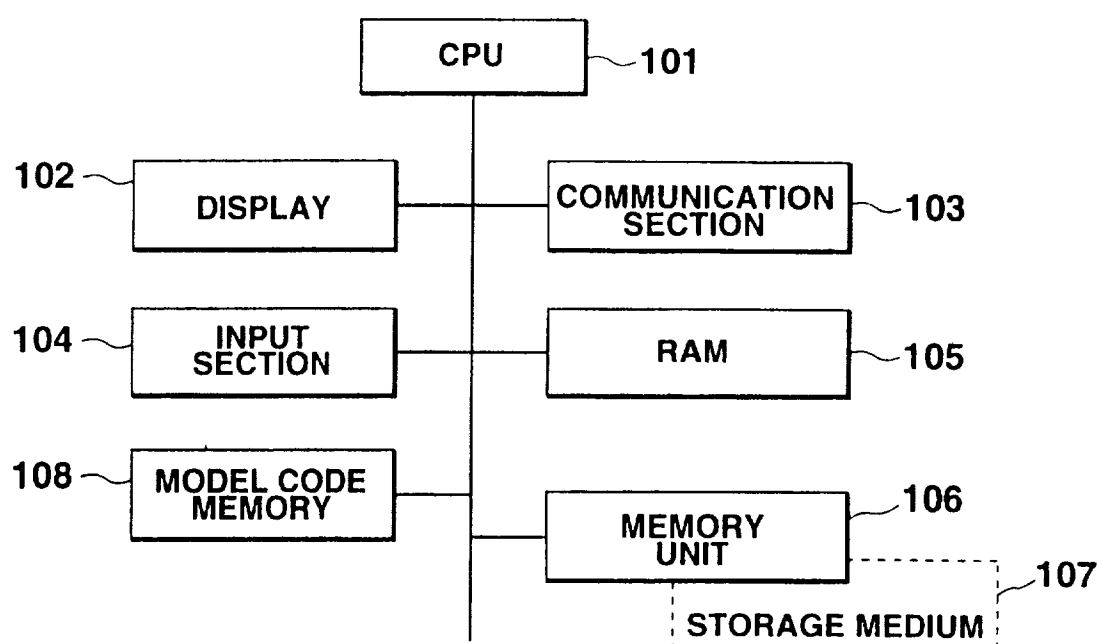 CPU
101
102
DISPLAY
COMMUNICATION
SECTION
103
104
INPUT
SECTION
RAM
105
108
MODEL CODE
MEMORY
MEMORY
UNIT
106
107
STORAGE MEDIUM